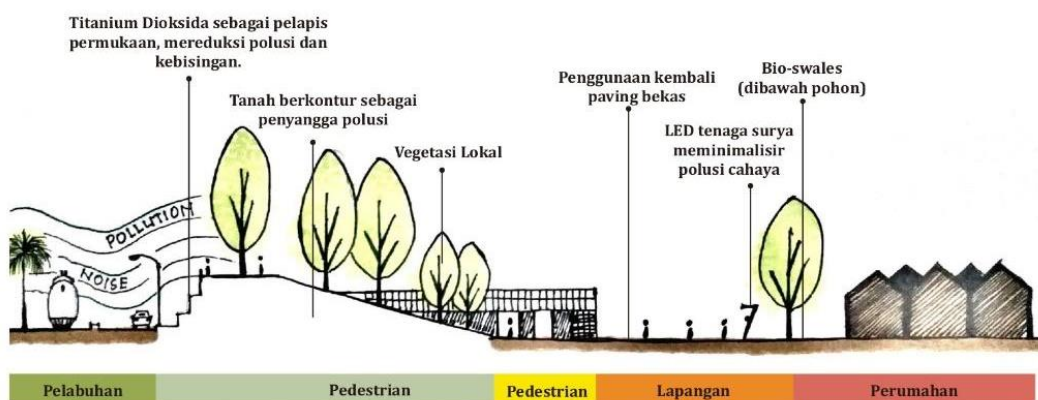 Titanium Dioksida sebagai pelapis
permukaan, mereduksi polusi dan
kebisingan.
Tanah berkontur sebagai
penyangga polusi
Vegetasi Lokal
Penggunaan kembali
paving bekas
Bio-swales
(dibawah pohon)
LED tenaga surya
meminimalisir
polusi cahaya
POLLUTION
NOISE
Pelabuhan
Pedestrian
Pedestrian
Lapangan
Perumahan